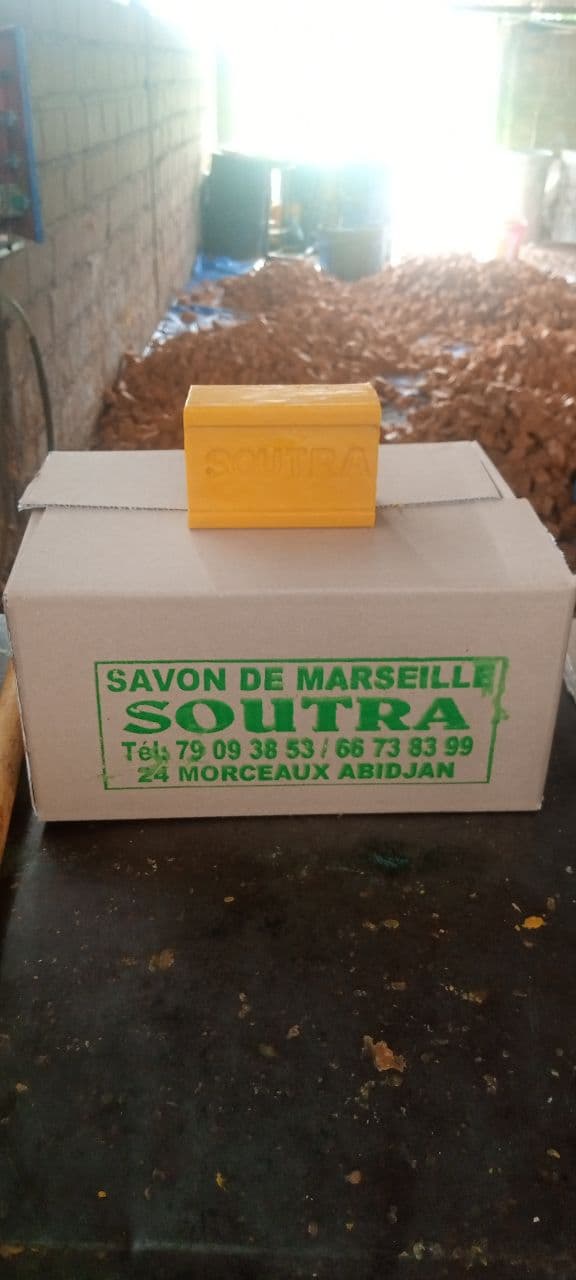 SOUTRA
SAVON DE MARSEILLE
SOUTRA
Tél: 79 09 38 53 / 66 73 83 99
24 MORCEAUX ABIDJAN